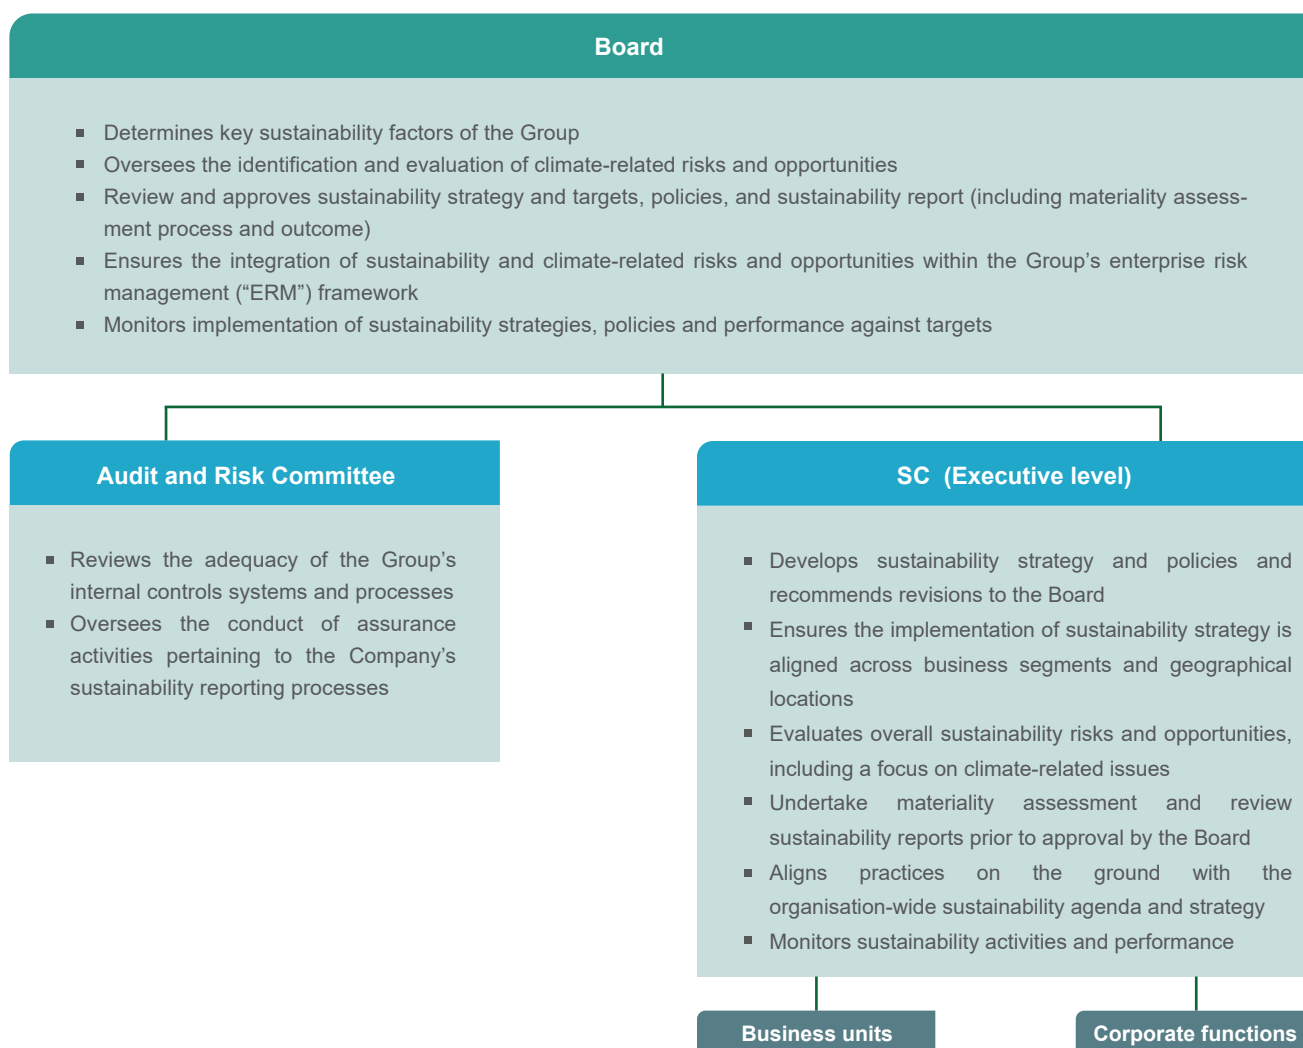 Board
▪ Determines key sustainability factors of the Group
▪ Oversees the identification and evaluation of climate-related risks and opportunities
▪ Review and approves sustainability strategy and targets, policies, and sustainability report (including materiality assess-
ment process and outcome)
▪ Ensures the integration of sustainability and climate-related risks and opportunities within the Group’s enterprise risk
management (“ERM”) framework
▪ Monitors implementation of sustainability strategies, policies and performance against targets
Audit and Risk Committee
▪ Reviews the adequacy of the Group’s
internal controls systems and processes
▪ Oversees the conduct of assurance
activities pertaining to the Company’s
sustainability reporting processes
SC (Executive level)
▪ Develops sustainability strategy and policies and
recommends revisions to the Board
▪ Ensures the implementation of sustainability strategy is
aligned across business segments and geographical
locations
▪ Evaluates overall sustainability risks and opportunities,
including a focus on climate-related issues
▪ Undertake materiality assessment and review
sustainability reports prior to approval by the Board
▪ Aligns practices on the ground with the
organisation-wide sustainability agenda and strategy
▪ Monitors sustainability activities and performance
Business units
Corporate functions